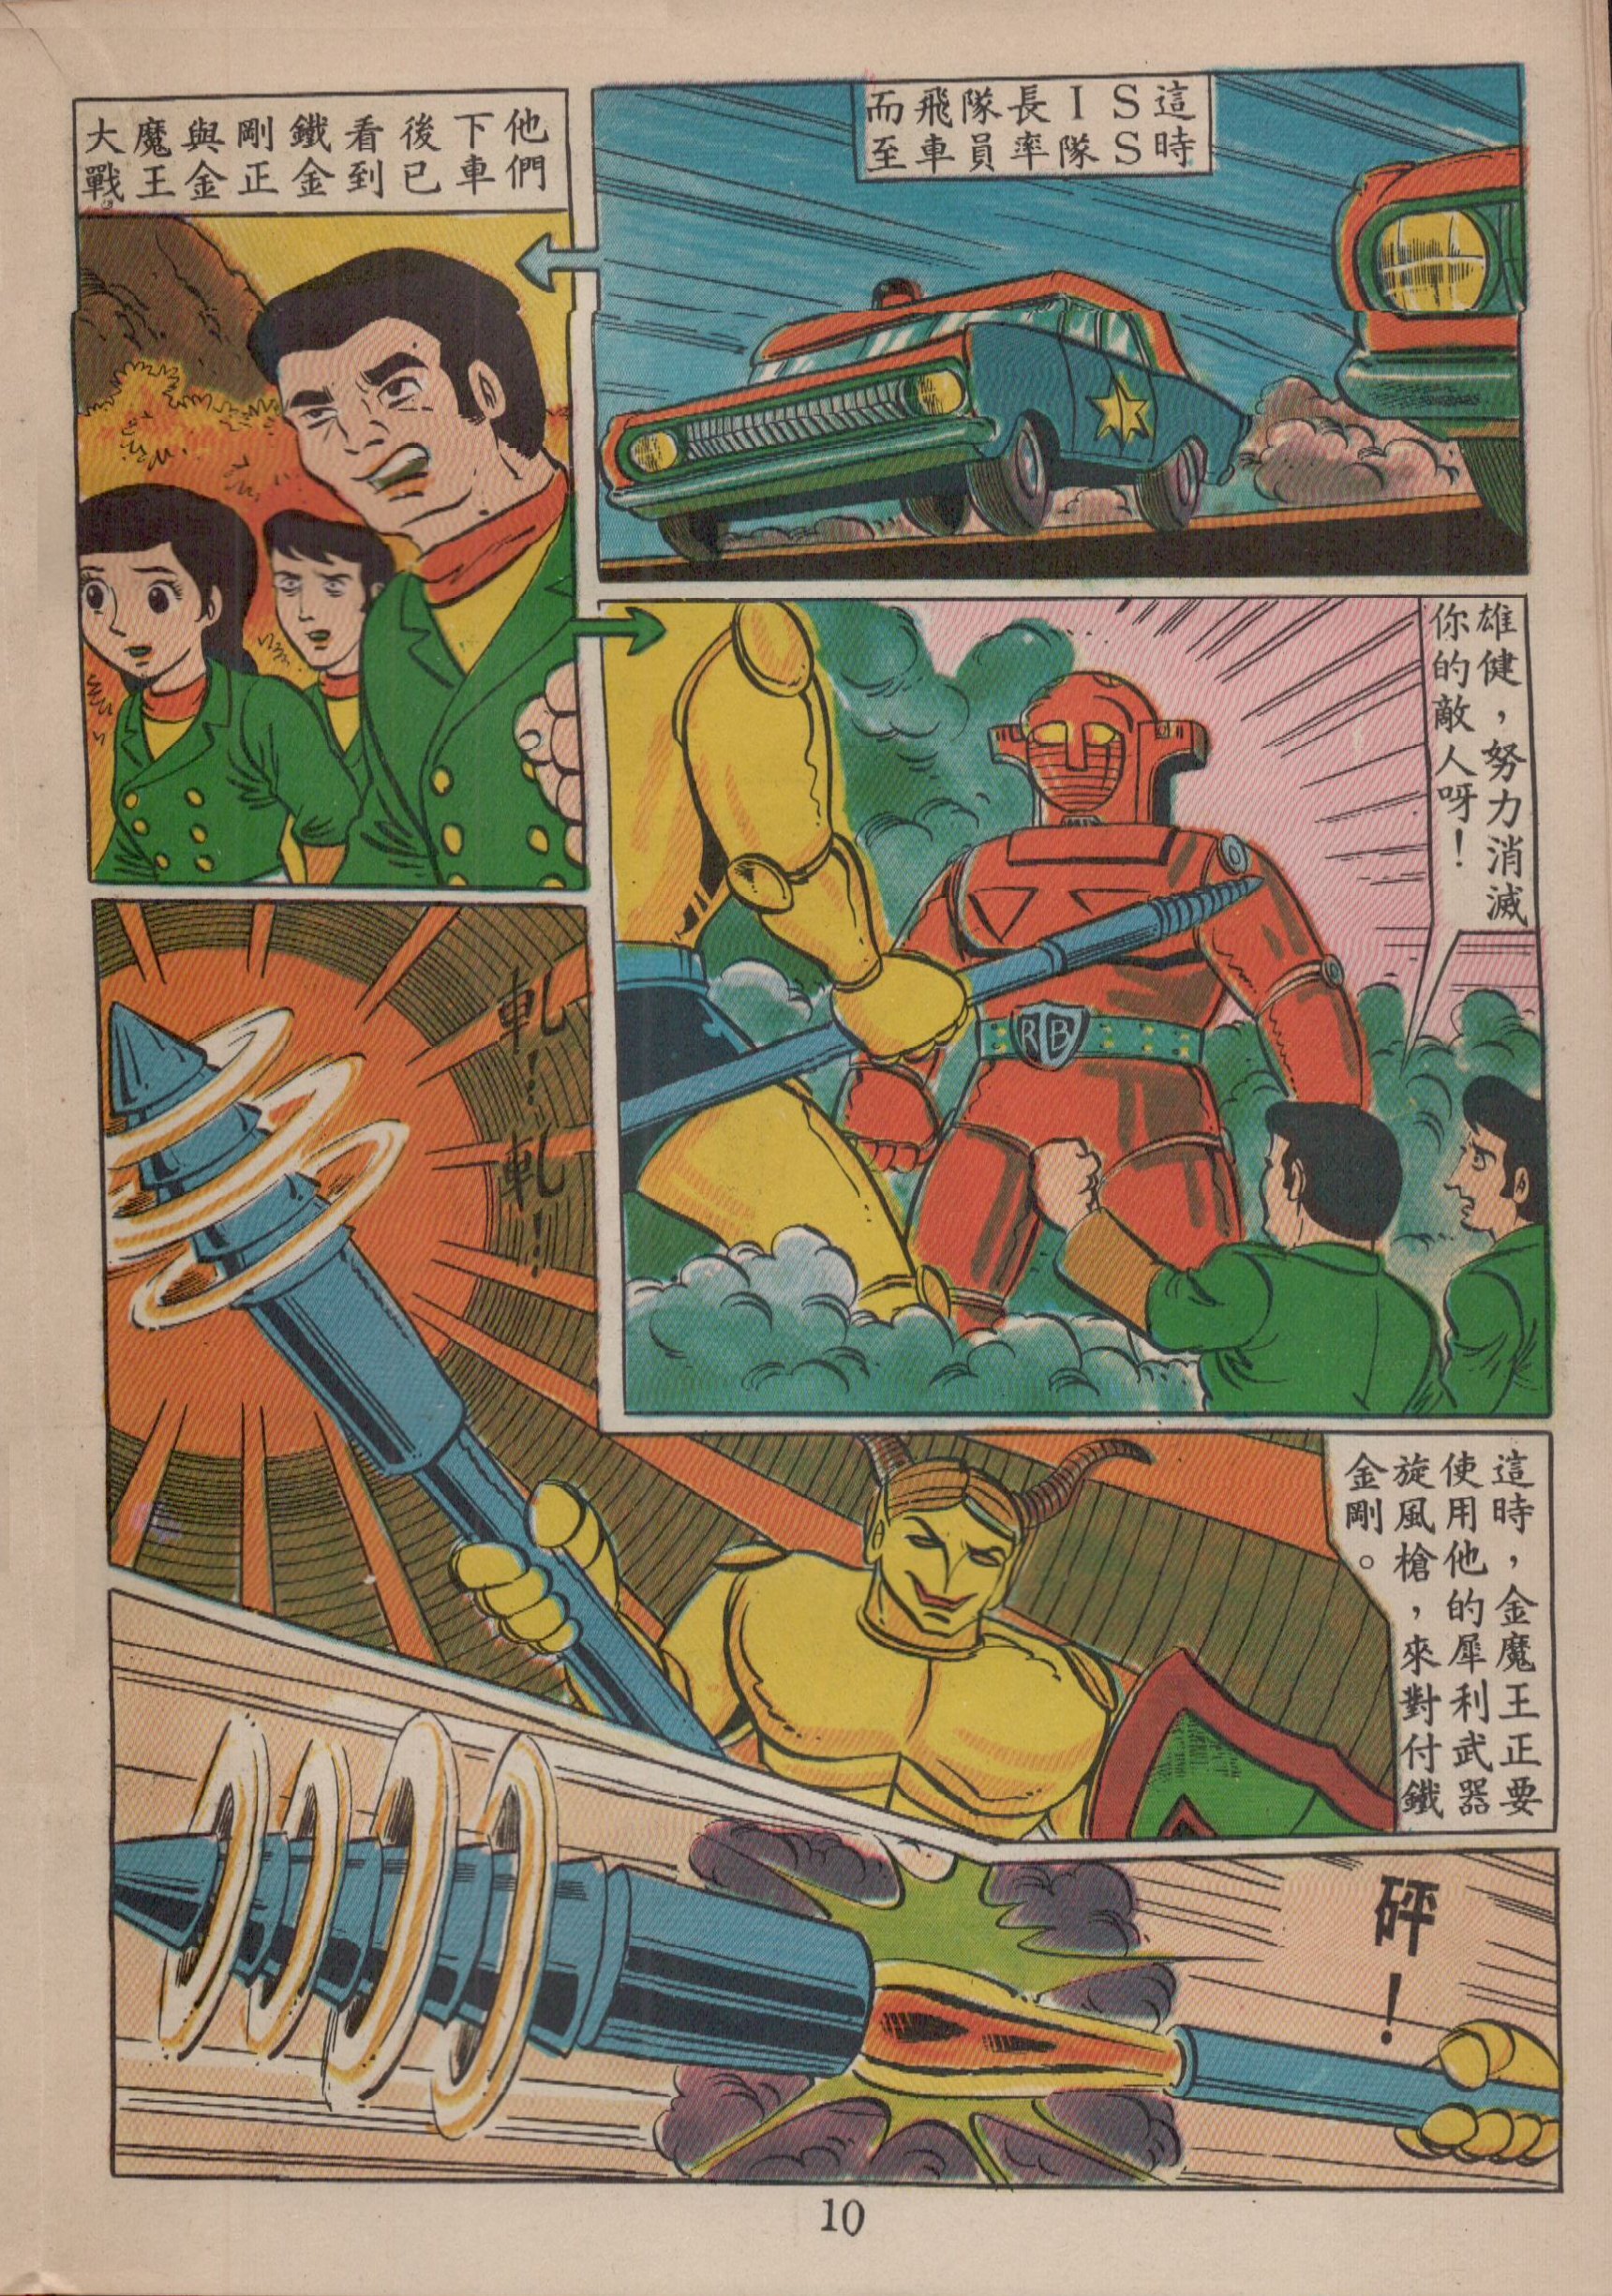 這時
SS
I隊
長率
隊員
飛車
而至
他們
下車
後已
看到
鐵金
剛正
與金
魔王
大戰。
雄健，努力消滅
你的敵人呀！
RB
軋！軋！
這時，金魔王正要
使用他的犀利武器
旋風槍，來對付鐵
金剛。
砰！
10